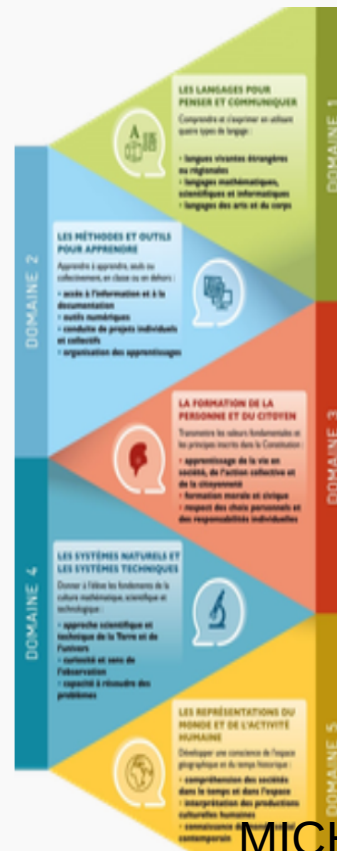 DOMAINE 1
LES LANGAGES POUR
PENSER ET COMMUNIQUER
Comprendre et s'exprimer en utilisant
quatre types de langage :
• langues vivantes étrangères
ou régionales
• langages mathématiques,
scientifiques et informatiques
• langages des arts et du corps
DOMAINE 2
LES MÉTHODES ET OUTILS
POUR APPRENDRE
Apprendre à apprendre, seuls ou
collectivement, en classe ou en dehors :
• accès à l'information et à la
documentation
• outils numériques
• conduite de projets individuels
et collectifs
• organisation des apprentissages
DOMAINE 3
LA FORMATION DE LA
PERSONNE ET DU CITOYEN
Transmettre les valeurs fondamentales et
les principes inscrits dans la Constitution :
• apprentissage de la vie en
société, de l'action collective et
de la citoyenneté
• formation morale et civique
• respect des choix personnels et
des responsabilités individuelles
DOMAINE 4
LES SYSTÈMES NATURELS ET
LES SYSTÈMES TECHNIQUES
Donner à l'élève les fondements de la
culture mathématique, scientifique et
technologique :
• approche scientifique et
technique de la Terre et de
l'univers
• curiosité et sens de
l'observation
• capacité à résoudre des
problèmes
DOMAINE 5
LES REPRÉSENTATIONS DU
MONDE ET DE L'ACTIVITÉ
HUMAINE
Développer une conscience de l'espace
géographique et du temps historique :
• compréhension des sociétés
dans le temps et dans l'espace
• interprétation des productions
culturelles humaines
• connaissance du
contemporain
MICH